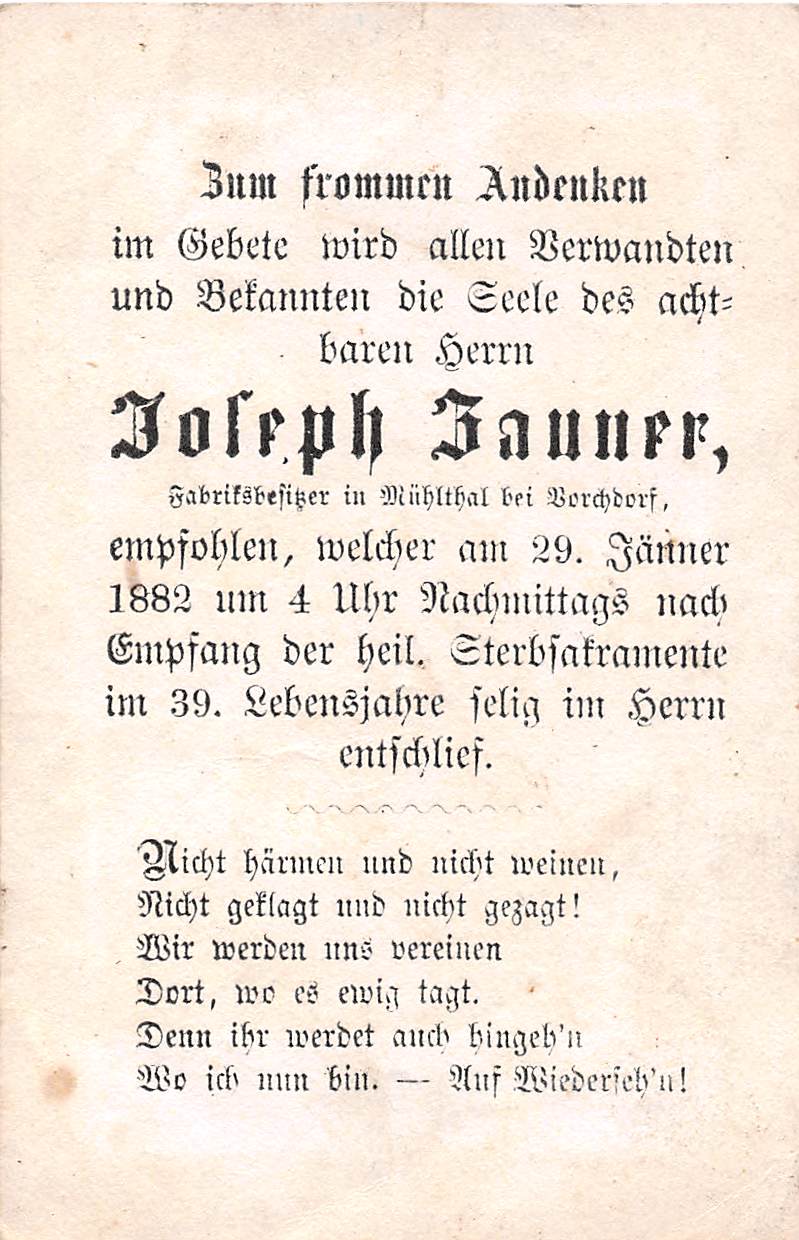 Zum frommen Andenken
im Gebete wird allen Verwandten
und Bekannten die Seele des acht-
baren Herrn
Joseph Zauner,
Fabriksbesitzer in Mühlthal bei Vorchdorf,
empfohlen, welcher am 29. Jänner
1882 um 4 Uhr Nachmittags nach
Empfang der heil. Sterbsakramente
im 39. Lebensjahre selig im Herrn
entschlief.
Nicht härmen und nicht weinen,
Nicht geklagt und nicht gezagt!
Wir werden uns vereinen
Dort, wo es ewig tagt.
Denn ihr werdet auch hingeh'n
Wo ich nun bin. — Auf Wiederseh'n!